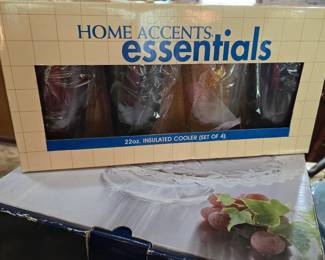 HOME ACCENTS
essentials
22oz. INSULATED COOLER (SET OF 4)